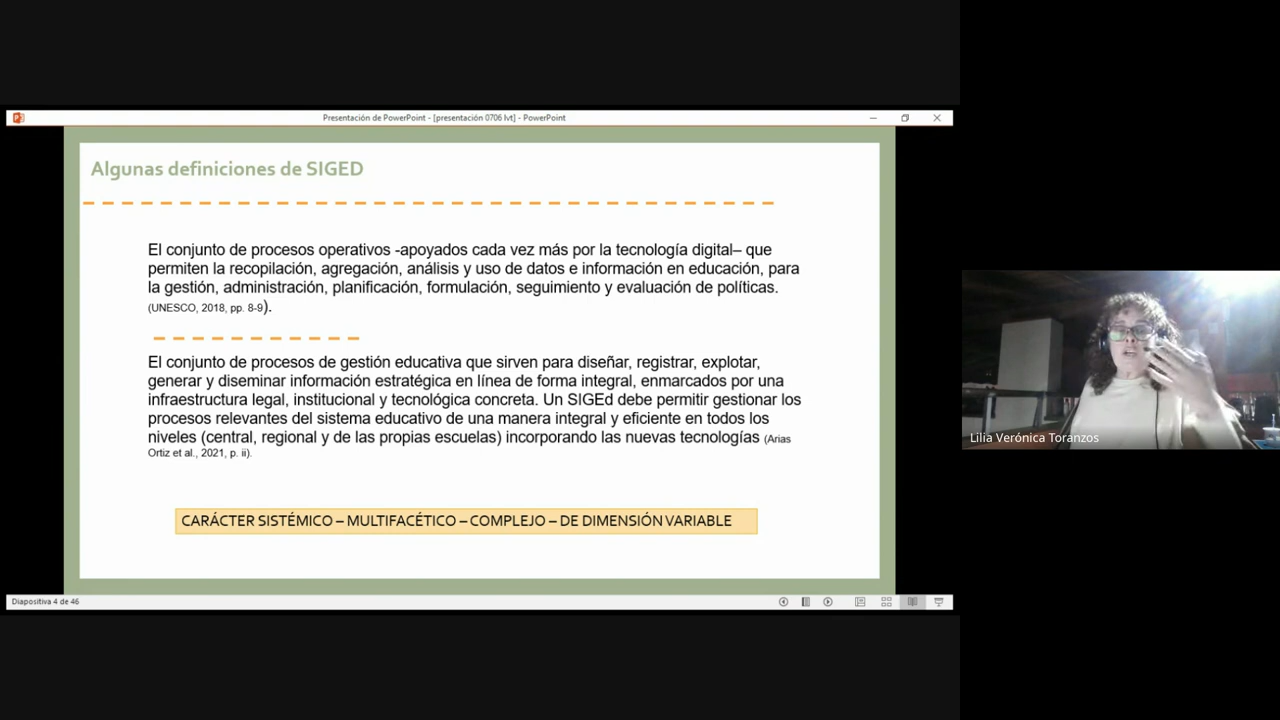 Presentación de PowerPoint - [presentación 0706 lvt] - PowerPoint
Algunas definiciones de SIGED
El conjunto de procesos operativos -apoyados cada vez más por la tecnología digital– que
permiten la recopilación, agregación, análisis y uso de datos e información en educación, para
la gestión, administración, planificación, formulación, seguimiento y evaluación de políticas.
(UNESCO, 2018, pp. 8-9).
El conjunto de procesos de gestión educativa que sirven para diseñar, registrar, explotar,
generar y diseminar información estratégica en línea de forma integral, enmarcados por una
infraestructura legal, institucional y tecnológica concreta. Un SIGEd debe permitir gestionar los
procesos relevantes del sistema educativo de una manera integral y eficiente en todos los
niveles (central, regional y de las propias escuelas) incorporando las nuevas tecnologías (Arias
Ortiz et al., 2021, p. ii).
CARÁCTER SISTÉMICO – MULTIFACÉTICO – COMPLEJO – DE DIMENSIÓN VARIABLE
Diapositiva 4 de 46
Lilia Verónica Toranzos